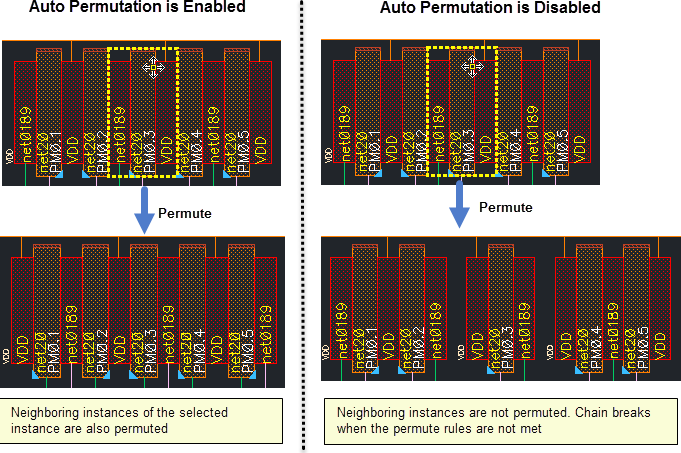 Auto Permutation is Enabled
VDD
net0189
net20
PM0.1
VDD
net20
PM0.2
net0189
net20
PM0.3
VDD
net20
PM0.4
net0189
net20
PM0.5
VDD
Permute
VDD
VDD
net20
PM0.1
net0189
net20
PM0.2
VDD
net20
PM0.3
net0189
net20
PM0.4
VDD
net20
PM0.5
net0189
Neighboring instances of the selected
instance are also permuted
Auto Permutation is Disabled
VDD
net0189
net20
PM0.1
VDD
net20
PM0.2
net0189
net20
PM0.3
VDD
net20
PM0.4
net0189
net20
PM0.5
VDD
Permute
VDD
net0189
net20
PM0.1
VDD
net20
PM0.2
net0189
VDD
VDD
net20
PM0.3
net0189
VDD
VDD
net20
PM0.4
net0189
net20
PM0.5
VDD
Neighboring instances are not permuted. Chain breaks
when the permute rules are not met